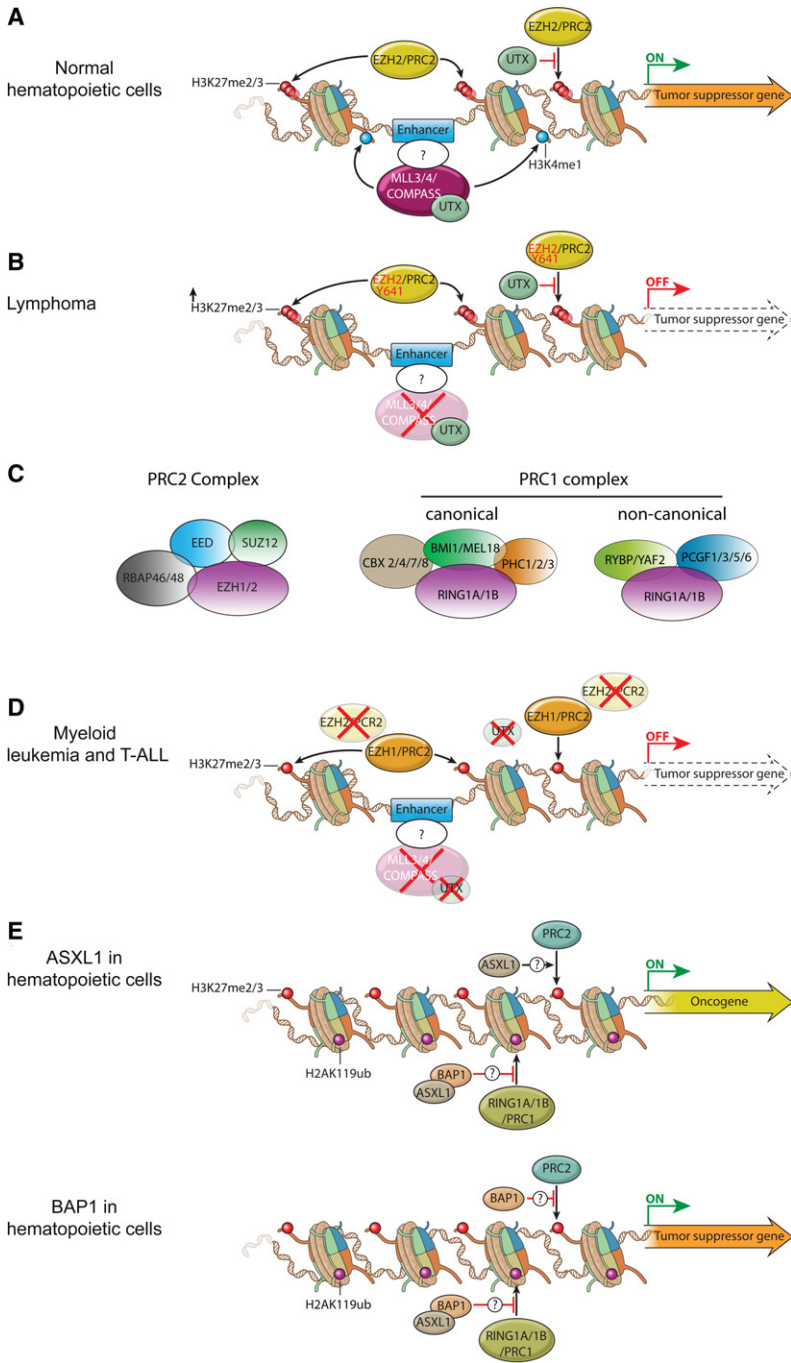 A
Normal
hematopoietic cells
EZH2/PRC2
EZH2/PRC2
UTX
ON
H3K27me2/3
Tumor suppressor gene
Enhancer
?
H3K4me1
MLL3/4/
COMPASS
UTX
B
Lymphoma
EZH2/PRC2
Y641
EZH2/PRC2
Y641
UTX
OFF
H3K27me2/3
Tumor suppressor gene
Enhancer
?
MLL3/4/
COMPASS
UTX
C
PRC2 Complex
PRC1 complex
canonical
non-canonical
EED
SUZ12
RBAP46/48
EZH1/2
BMI1/MEL18
CBX 2/4/7/8
PHC1/2/3
RING1A/1B
RYBP/YAF2
PCGF1/3/5/6
RING1A/1B
D
Myeloid
leukemia and T-ALL
EZH2/PCR2
EZH2/PCR2
EZH1/PRC2
UTX
EZH1/PRC2
OFF
H3K27me2/3
Tumor suppressor gene
Enhancer
?
MLL3/4/
COMPASS
UTX
E
ASXL1 in
hematopoietic cells
PRC2
ASXL1
?
ON
H3K27me2/3
Oncogene
H2AK119ub
BAP1
?
ASXL1
RING1A/1B
/PRC1
BAP1 in
hematopoietic cells
PRC2
BAP1
?
ON
Tumor suppressor gene
H2AK119ub
BAP1
?
ASXL1
RING1A/1B
/PRC1